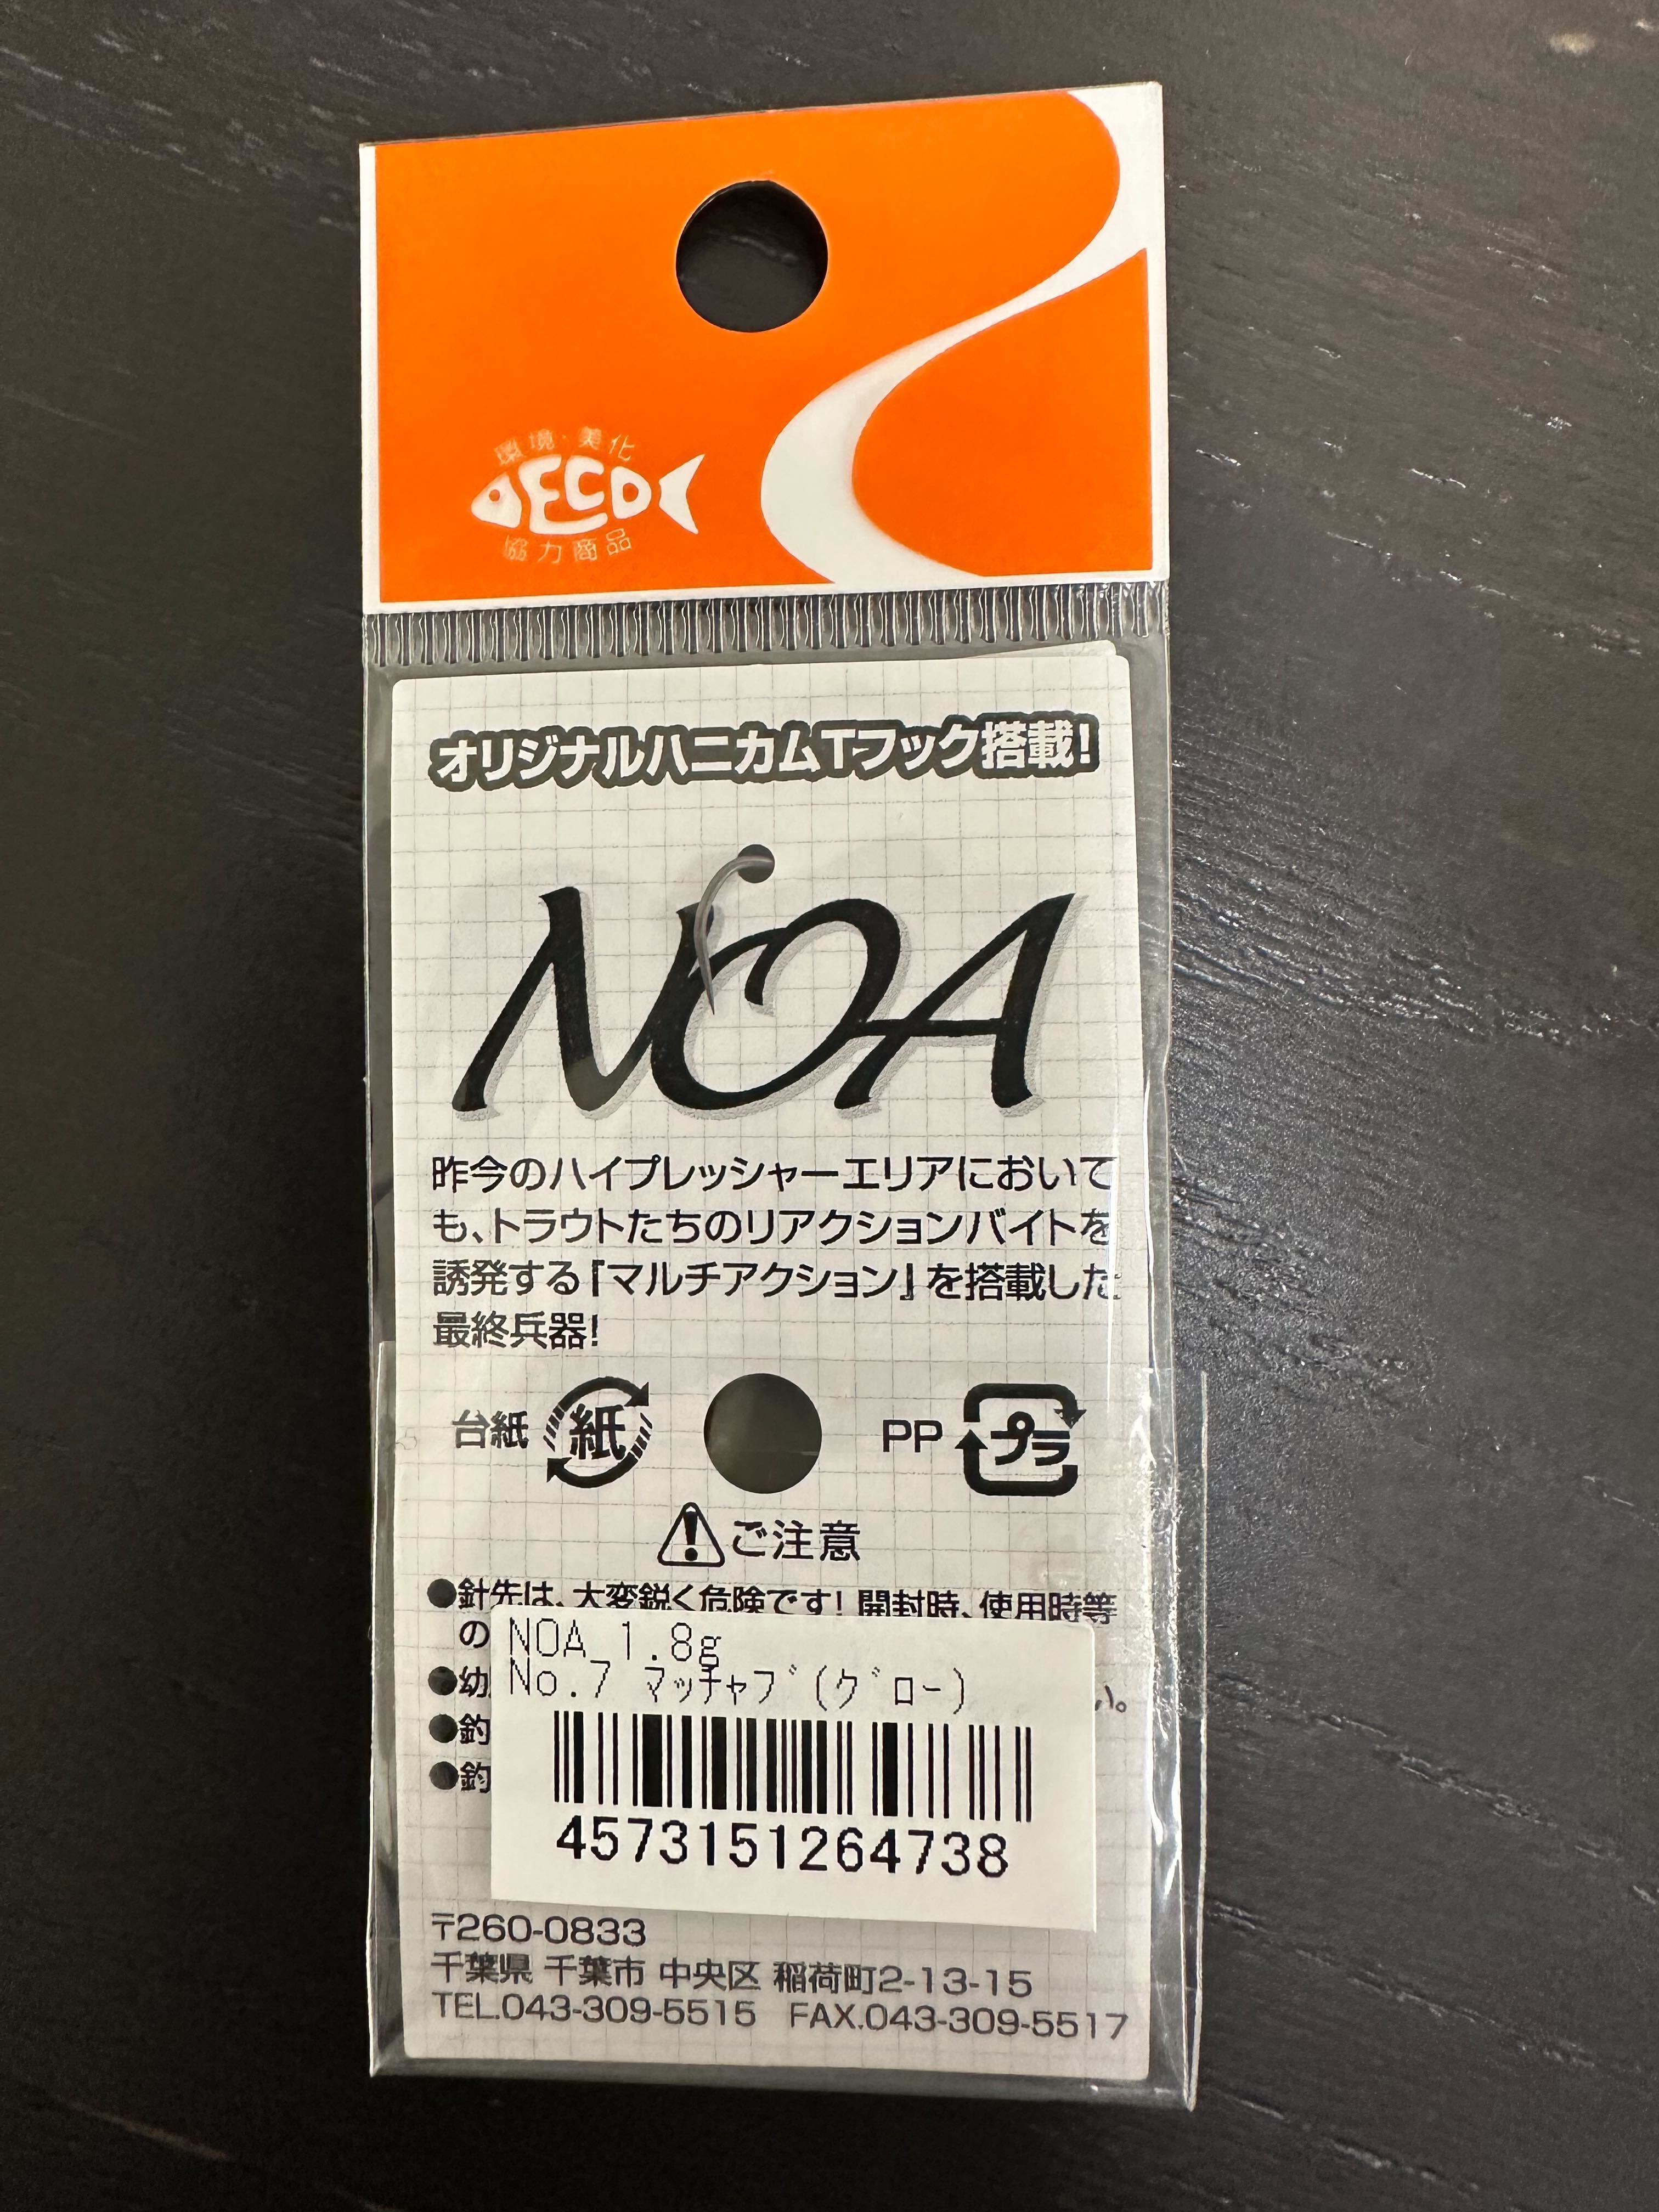 環境・美化
ECO
協力商品
オリジナルハニカムTフック搭載!
NOA
昨今のハイプレッシャーエリアにおいて
も、トラウトたちのリアクションバイトを
誘発する『マルチアクション』を搭載した
最終兵器!
台紙 紙 PP プラ
ご注意
●針先は、大変鋭く危険です! 開封時、使用時等
の
●幼 い。
●釣
●釣
NOA 1.8g
No.7 マッチャブ(グロー)
4573151264738
〒260-0833
千葉県 千葉市 中央区 稲荷町2-13-15
TEL.043-309-5515 FAX.043-309-5517